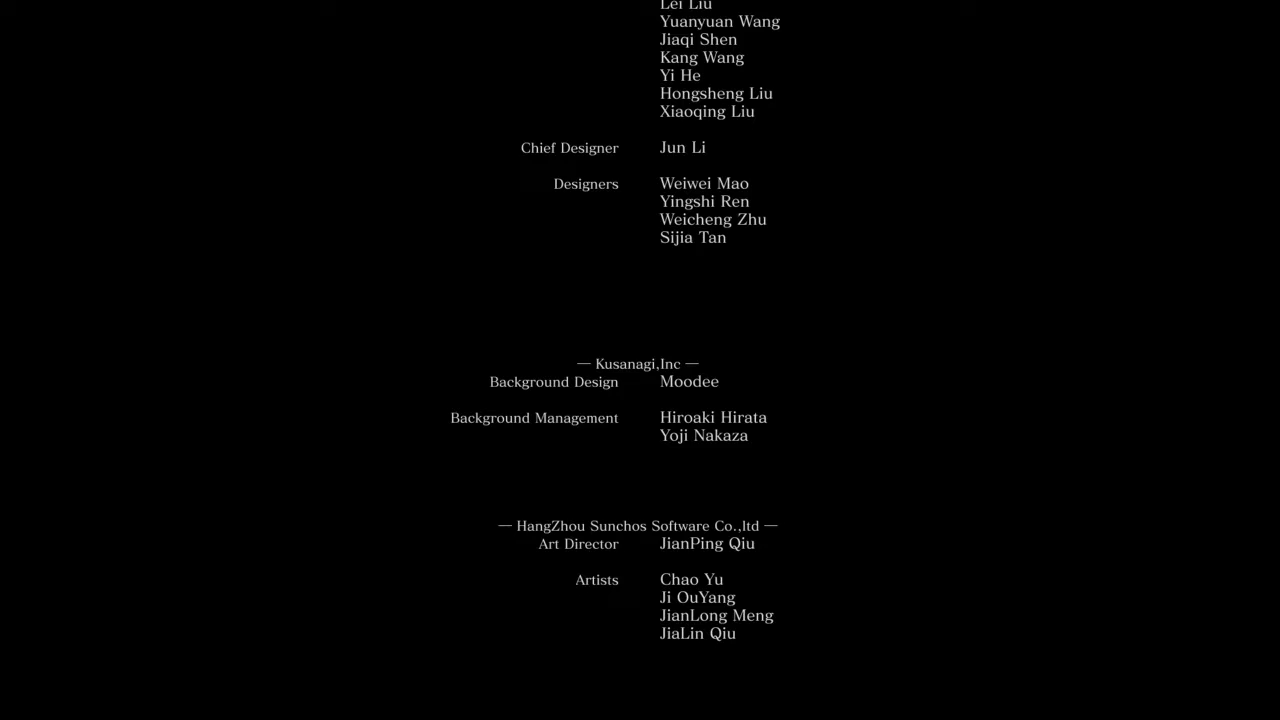 Lei Liu
Yuanyuan Wang
Jiaqi Shen
Kang Wang
Yi He
Hongsheng Liu
Xiaoqing Liu
Chief Designer Jun Li
Designers Weiwei Mao
Yingshi Ren
Weicheng Zhu
Sijia Tan
— Kusanagi,Inc —
Background Design Moodee
Background Management Hiroaki Hirata
Yoji Nakaza
— HangZhou Sunchos Software Co.,ltd —
Art Director JianPing Qiu
Artists Chao Yu
Ji OuYang
JianLong Meng
JiaLin Qiu